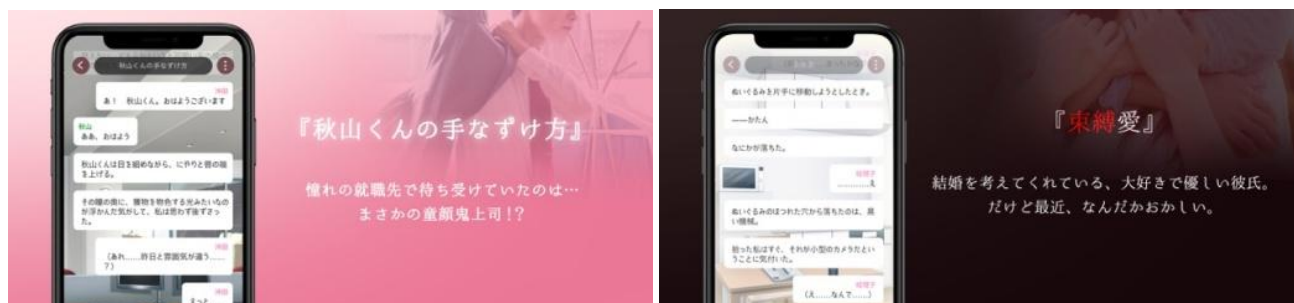 秋山くんの手なずけ方
沖田
あ！ 秋山くん。おはようございます
秋山
ああ、おはよう
秋山くんは目を細めながら、にやりと唇の端
を上げる。
その瞳の奥に、獲物を物色する光みたいなの
が浮かんだ気がして、私は思わず後ずさっ
た。
(あれ……昨日と雰囲気が違う……
？)
『秋山くんの手なずけ方』
憧れの就職先で待ち受けていたのは…
まさかの童顔鬼上司!?
ぬいぐるみを片手に移動しようとしたとき。
――かたん
なにかが落ちた。
…………え
ぬいぐるみのほつれた穴から落ちたのは、黒
い機械。
拾った私はすぐ、それが小型のカメラだとい
うことに気付いた。
(え……なんで……)
『束縛愛』
結婚を考えてくれている、大好きで優しい彼氏。
だけど最近、なんだかおかしい。